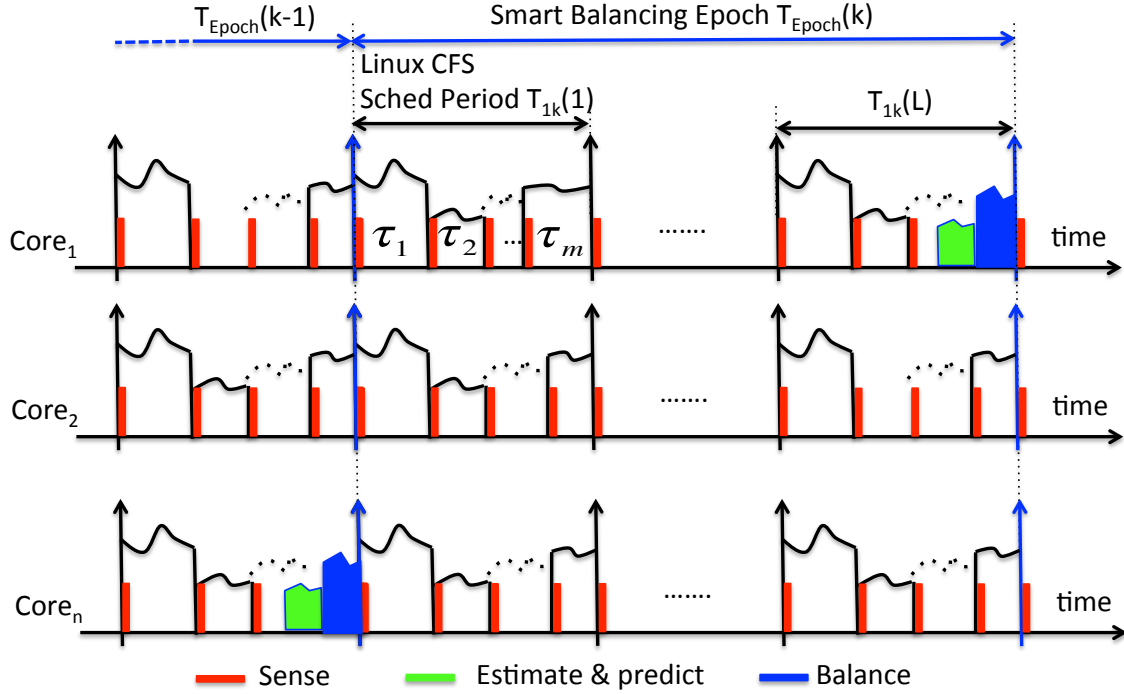 T_Epoch(k-1)
Smart Balancing Epoch T_Epoch(k)
Linux CFS
Sched Period T_1k(1)
T_1k(L)
Core_1
τ_1
τ_2
...
τ_m
.......
time
Core_2
.......
time
Core_n
.......
time
Sense
Estimate & predict
Balance